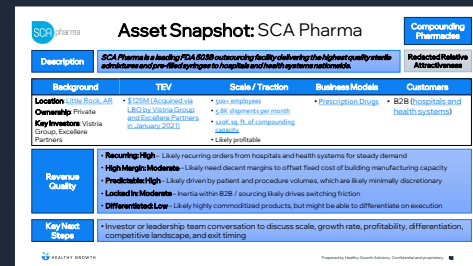 SCA pharma
Asset Snapshot: SCA Pharma
Compounding
Pharmacies
Description
SCA Pharma is a leading FDA 503B outsourcing facility delivering the highest quality sterile
admixtures and pre-filled syringes to hospitals and health systems nationwide.
Redacted Relative
Attractiveness
Background
TEV
Scale / Traction
Business Models
Customers
Location: Little Rock, AR
Ownership: Private
Key Investors: Vistria
Group, Excellere
Partners
• $125M (Acquired via
LBO by Vistria Group
and Excellere Partners
in January 2021)
• 500+ employees
• 5.8K shipments per month
• 120K sq. ft. of compounding
capacity
• Likely profitable
• Prescription Drugs
• B2B (hospitals and
health systems)
Revenue
Quality
• Recurring: High – Likely recurring orders from hospitals and health systems for steady demand
• High Margin: Moderate – Likely need decent margins to offset fixed cost of building manufacturing capacity
• Predictable: High – Likely driven by patient and procedure volumes, which are likely minimally discretionary
• Locked in: Moderate – Inertia within B2B / sourcing likely drives switching friction
• Differentiated: Low – Likely highly commoditized products, but might be able to differentiate on execution
Key Next
Steps
• Investor or leadership team conversation to discuss scale, growth rate, profitability, differentiation,
competitive landscape, and exit timing
HEALTHY GROWTH
Prepared by Healthy Growth Advisory. Confidential and proprietary.